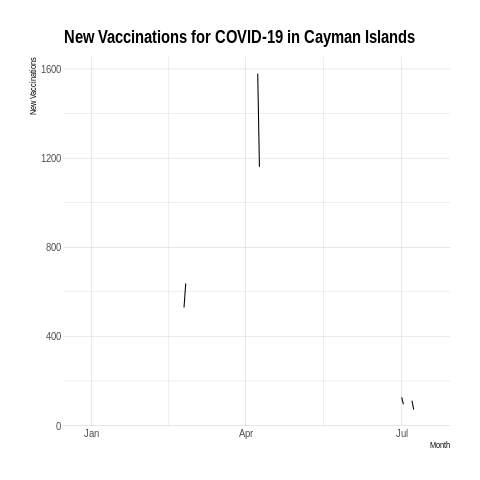 New Vaccinations for COVID-19 in Cayman Islands
New Vaccinations
1600
1200
800
400
0
Jan
Apr
Jul
Month